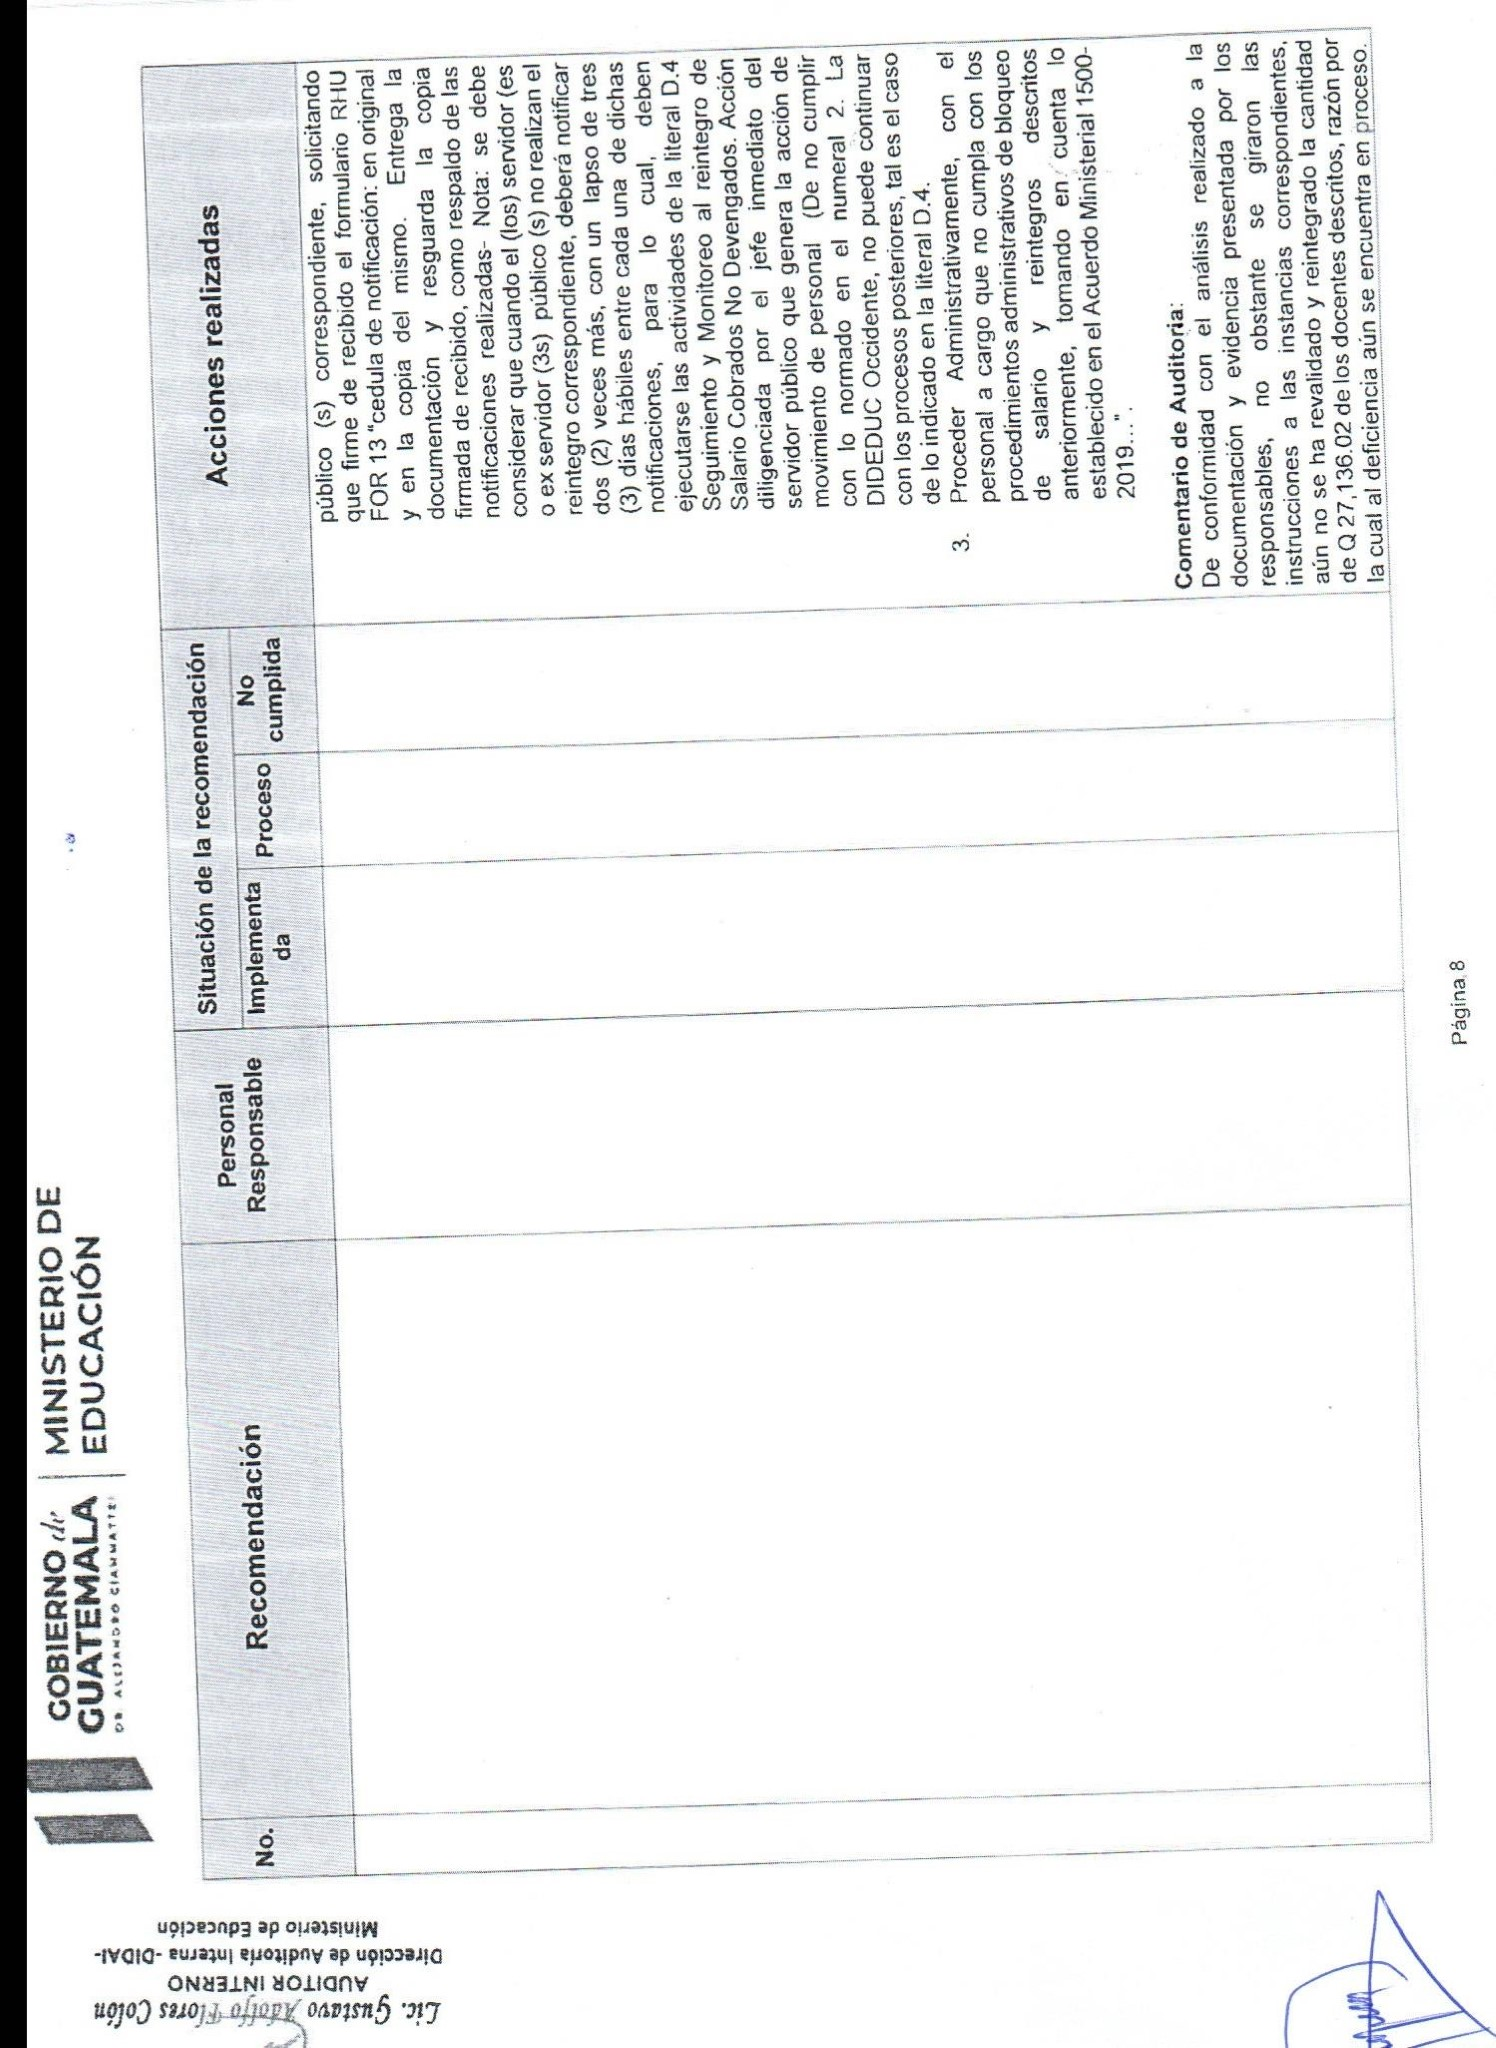 GOBIERNO de
GUATEMALA
DR. ALEJANDRO GIAMMATTEI
MINISTERIO DE
EDUCACIÓN
No.
Recomendación
Personal
Responsable
Situación de la recomendación
Implementa
da
Proceso
No
cumplida
Acciones realizadas
público (s) correspondiente, solicitando
que firme de recibido el formulario RHU
FOR 13 "cedula de notificación: en original
y en la copia del mismo. Entrega la
documentación y resguarda la copia
firmada de recibido, como respaldo de las
notificaciones realizadas- Nota: se debe
considerar que cuando el (los) servidor (es
o ex servidor (3s) público (s) no realizan el
reintegro correspondiente, deberá notificar
dos (2) veces más, con un lapso de tres
(3) días hábiles entre cada una de dichas
notificaciones, para lo cual, deben
ejecutarse las actividades de la literal D.4
Seguimiento y Monitoreo al reintegro de
Salario Cobrados No Devengados. Acción
diligenciada por el jefe inmediato del
servidor público que genera la acción de
movimiento de personal (De no cumplir
con lo normado en el numeral 2. La
DIDEDUC Occidente, no puede continuar
con los procesos posteriores, tal es el caso
de lo indicado en la literal D.4.
3. Proceder Administrativamente, con el
personal a cargo que no cumpla con los
procedimientos administrativos de bloqueo
de salario y reintegros descritos
anteriormente, tomando en cuenta lo
establecido en el Acuerdo Ministerial 1500-
2019...".
Comentario de Auditoria:
De conformidad con el análisis realizado a la
documentación y evidencia presentada por los
responsables, no obstante se giraron las
instrucciones a las instancias correspondientes,
aún no se ha revalidado y reintegrado la cantidad
de Q 27,136.02 de los docentes descritos, razón por
la cual al deficiencia aún se encuentra en proceso.
Página 8
Lic. Gustavo Adolfo Flores Colón
AUDITOR INTERNO
Dirección de Auditoría Interna -DIDAI-
Ministerio de Educación